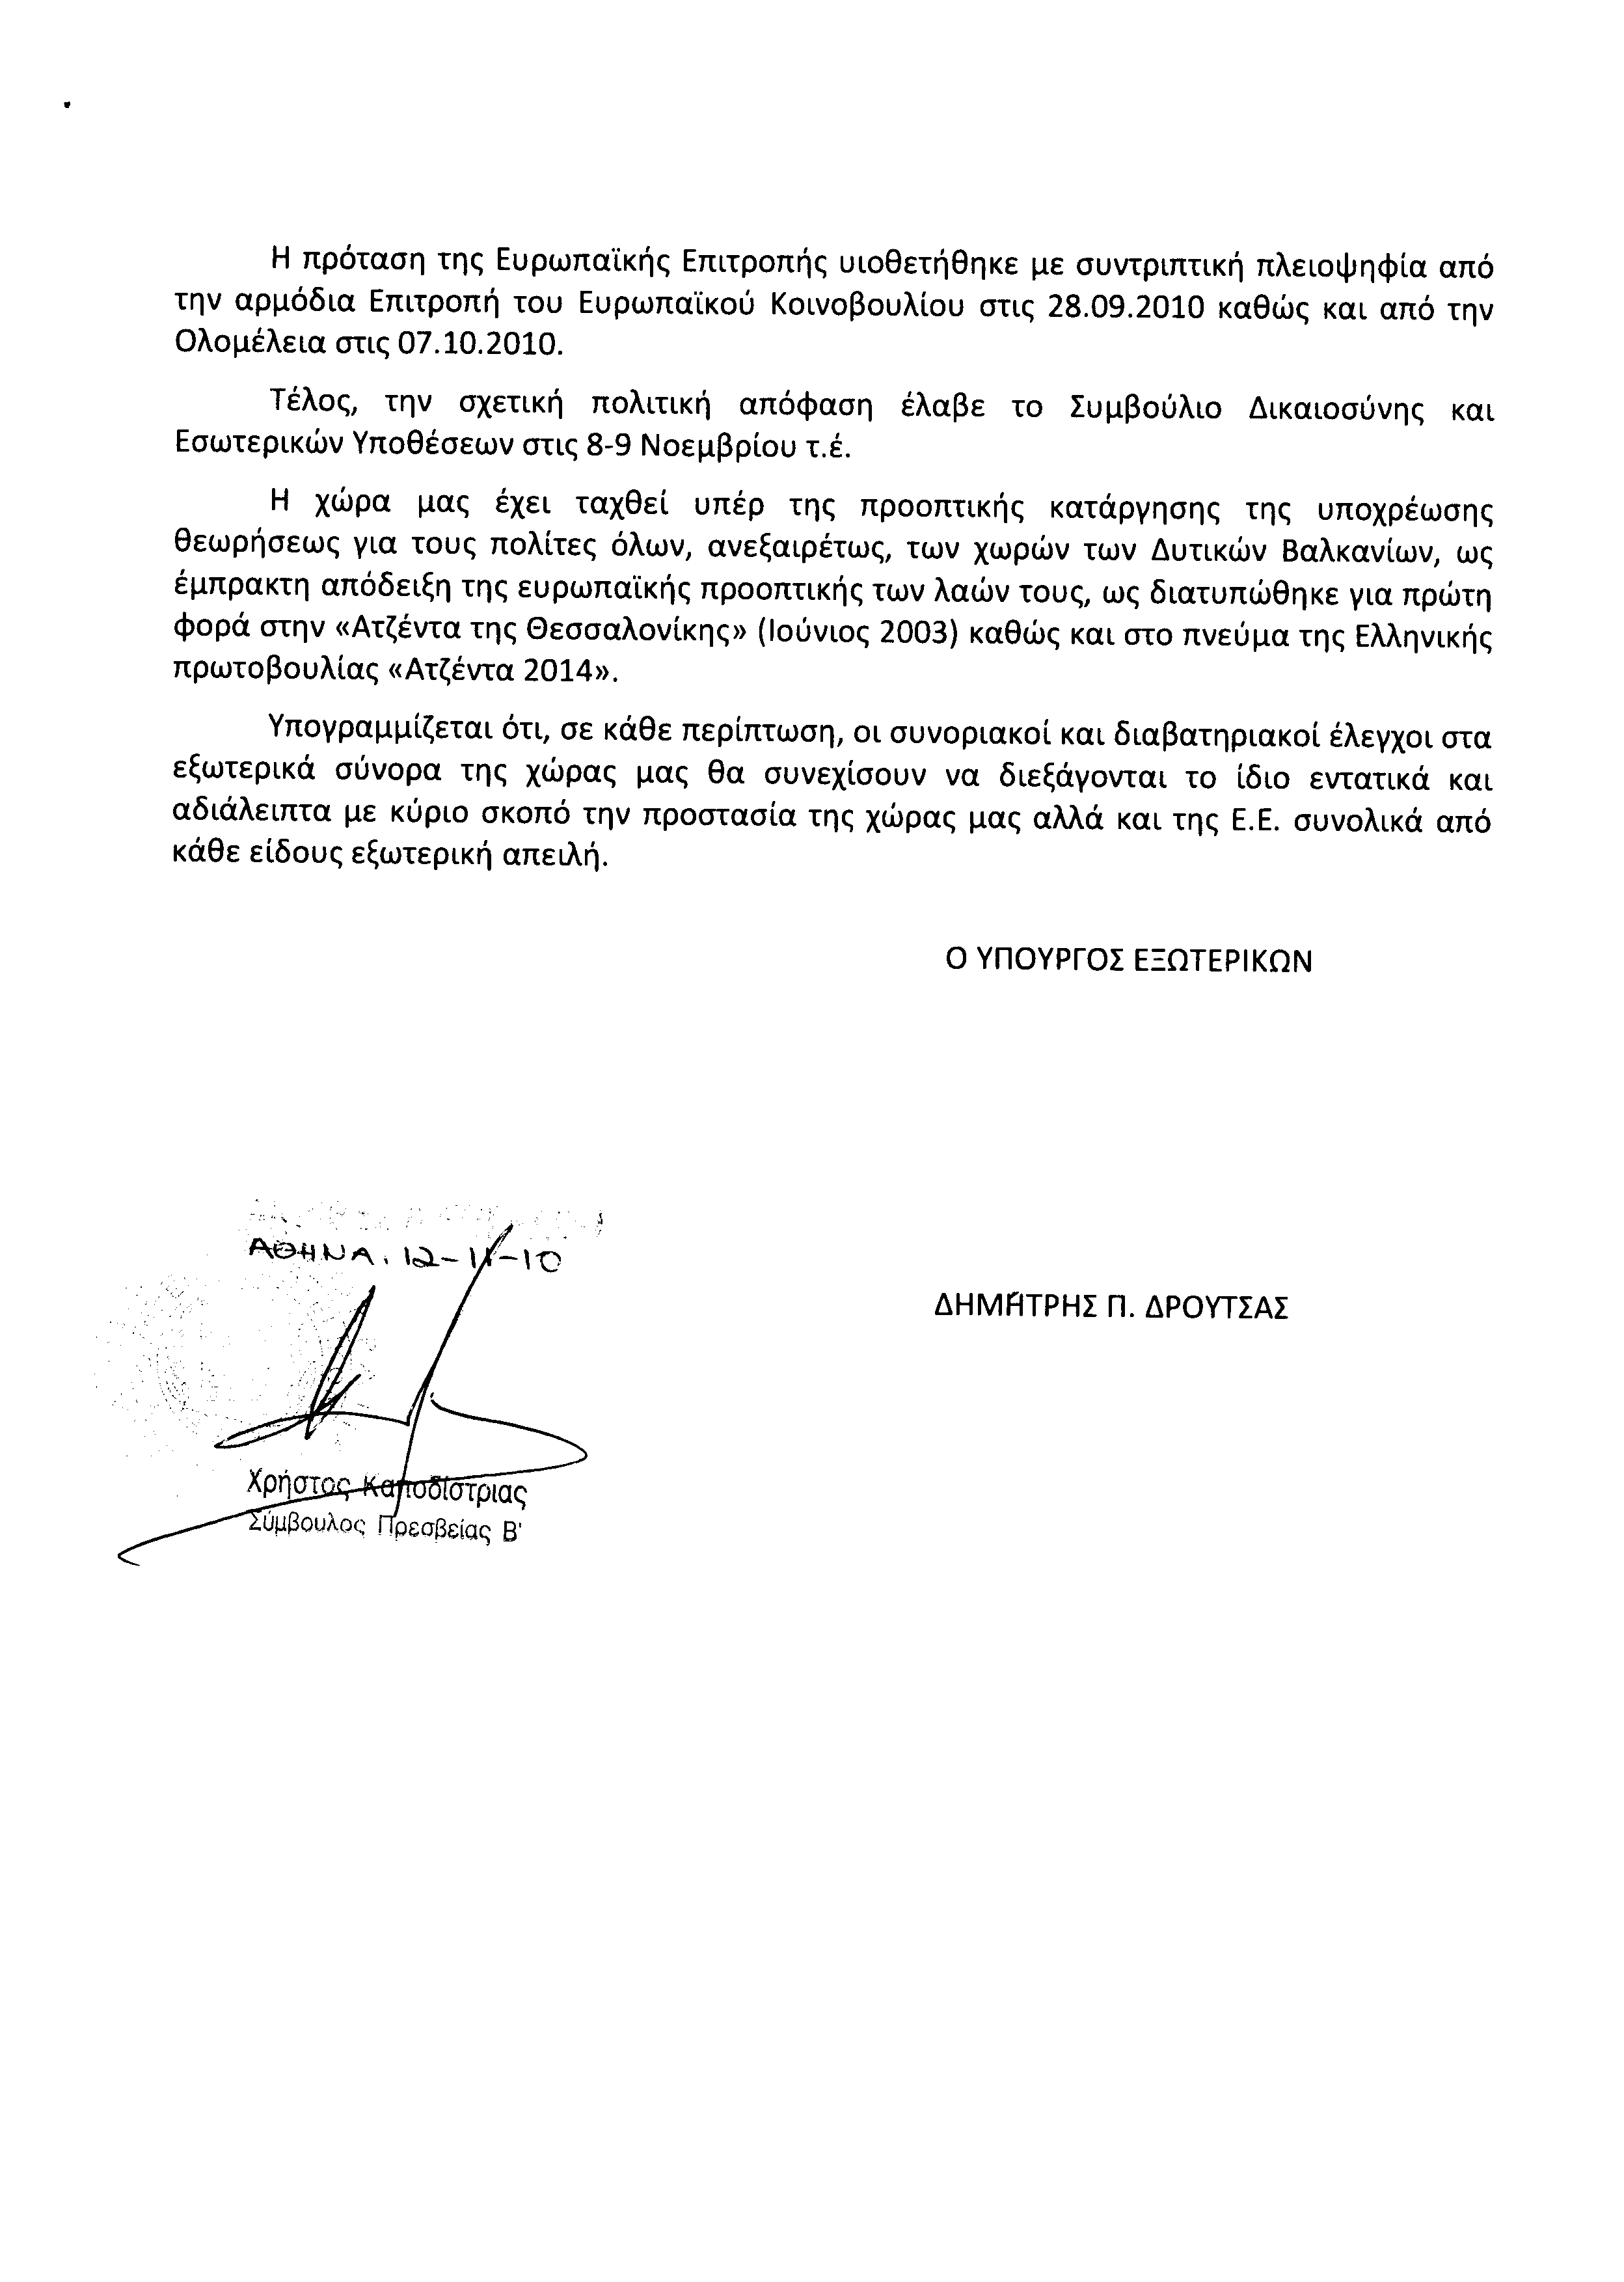 Η πρόταση της Ευρωπαϊκής Επιτροπής υιοθετήθηκε με συντριπτική πλειοψηφία από
την αρμόδια Επιτροπή του Ευρωπαϊκού Κοινοβουλίου στις 28.09.2010 καθώς και από την
Ολομέλεια στις 07.10.2010.
Τέλος, την σχετική πολιτική απόφαση έλαβε το Συμβούλιο Δικαιοσύνης και
Εσωτερικών Υποθέσεων στις 8-9 Νοεμβρίου τ.έ.
Η χώρα μας έχει ταχθεί υπέρ της προοπτικής κατάργησης της υποχρέωσης
θεωρήσεως για τους πολίτες όλων, ανεξαιρέτως, των χωρών των Δυτικών Βαλκανίων, ως
έμπρακτη απόδειξη της ευρωπαϊκής προοπτικής των λαών τους, ως διατυπώθηκε για πρώτη
φορά στην «Ατζέντα της Θεσσαλονίκης» (Ιούνιος 2003) καθώς και στο πνεύμα της Ελληνικής
πρωτοβουλίας «Ατζέντα 2014».
Υπογραμμίζεται ότι, σε κάθε περίπτωση, οι συνοριακοί και διαβατηριακοί έλεγχοι στα
εξωτερικά σύνορα της χώρας μας θα συνεχίσουν να διεξάγονται το ίδιο εντατικά και
αδιάλειπτα με κύριο σκοπό την προστασία της χώρας μας αλλά και της Ε.Ε. συνολικά από
κάθε είδους εξωτερική απειλή.
Ο ΥΠΟΥΡΓΟΣ ΕΞΩΤΕΡΙΚΩΝ
ΑΘΗΝΑ, 12-11-10
ΔΗΜΉΤΡΗΣ Π. ΔΡΟΥΤΣΑΣ
Χρήστος Καποδίστριας
Σύμβουλος Πρεσβείας Β'